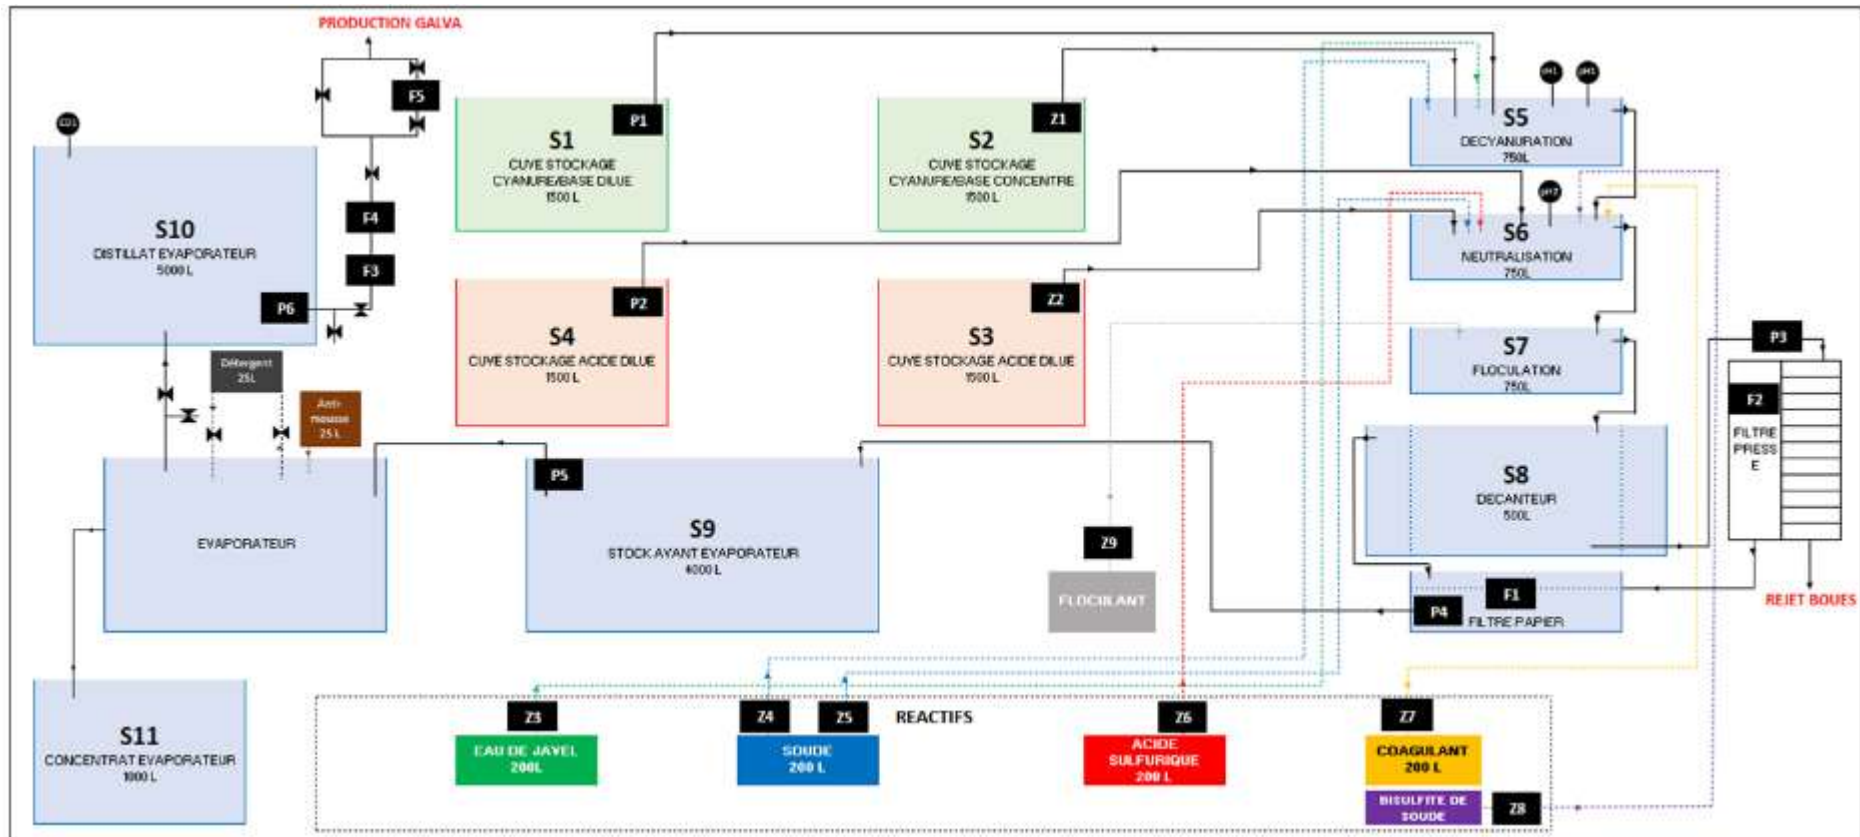 PRODUCTION GALVA
F5
P1
Z1
S1
CUVE STOCKAGE
CYANURE/BASE DILUE
1500 L
S2
CUVE STOCKAGE
CYANURE/BASE CONCENTRE
1500 L
S5
DECYANURATION
750L
pH2
S10
DISTILLAT EVAPORATEUR
5000 L
F4
F3
P6
S6
NEUTRALISATION
750L
P2
Z2
S4
CUVE STOCKAGE ACIDE DILUE
1500 L
S3
CUVE STOCKAGE ACIDE DILUE
1500 L
S7
FLOCULATION
750L
P3
Détergent
25L
Anti-
mousse
25 L
F2
FILTRE
PRESS
E
P5
S9
STOCK AVANT EVAPORATEUR
4000 L
EVAPORATEUR
S8
DECANTEUR
500L
Z9
FLOCULANT
F1
P4
FILTRE PAPIER
REJET BOUES
S11
CONCENTRAT EVAPORATEUR
1000 L
Z3
Z4
Z5
REACTIFS
Z6
Z7
EAU DE JAVEL
200L
SOUDE
200 L
ACIDE
SULFURIQUE
200 L
COAGULANT
200 L
BISULFITE DE
SOUDE
Z8